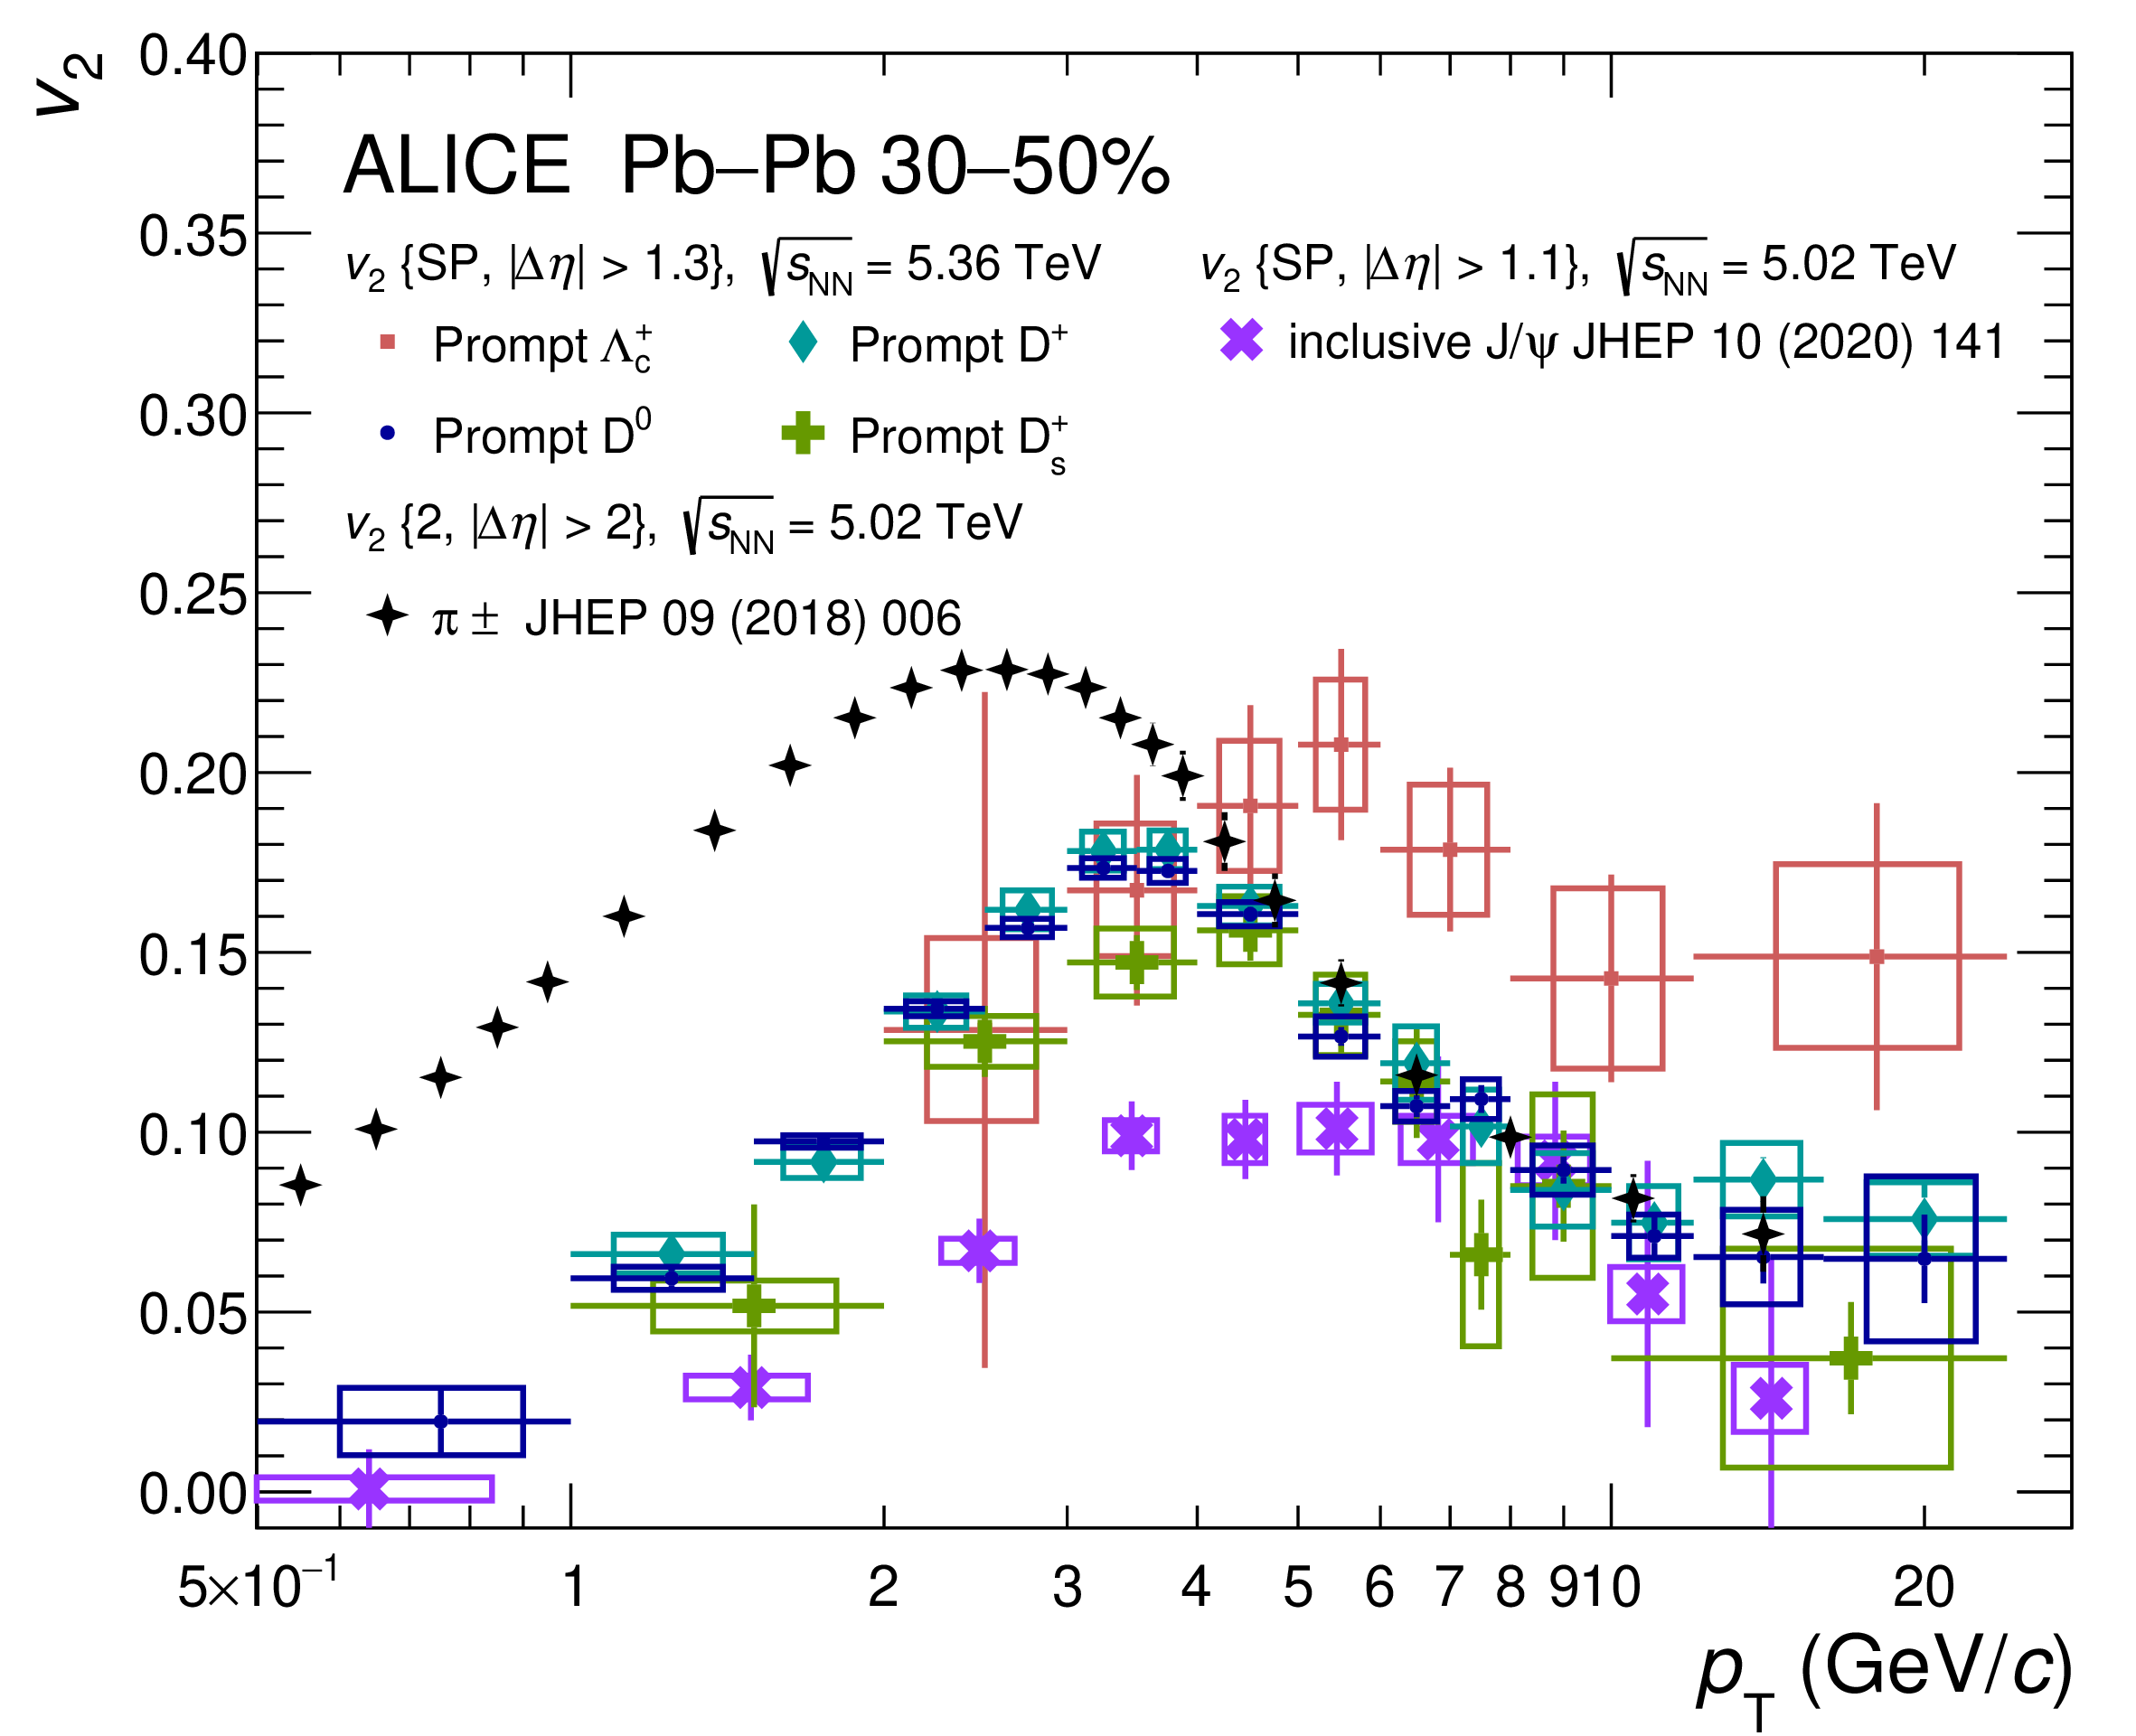 v2
0.40
0.35
0.30
0.25
0.20
0.15
0.10
0.05
0.00
ALICE Pb–Pb 30–50%
v2 {SP, |Δη| > 1.3}, √sNN = 5.36 TeV
Prompt Λc+
Prompt D+
Prompt D0
Prompt Ds+
v2 {SP, |Δη| > 1.1}, √sNN = 5.02 TeV
inclusive J/ψ JHEP 10 (2020) 141
v2 {2, |Δη| > 2}, √sNN = 5.02 TeV
π ± JHEP 09 (2018) 006
5×10−1 1 2 3 4 5 6 7 8 9 10 20
pT (GeV/c)